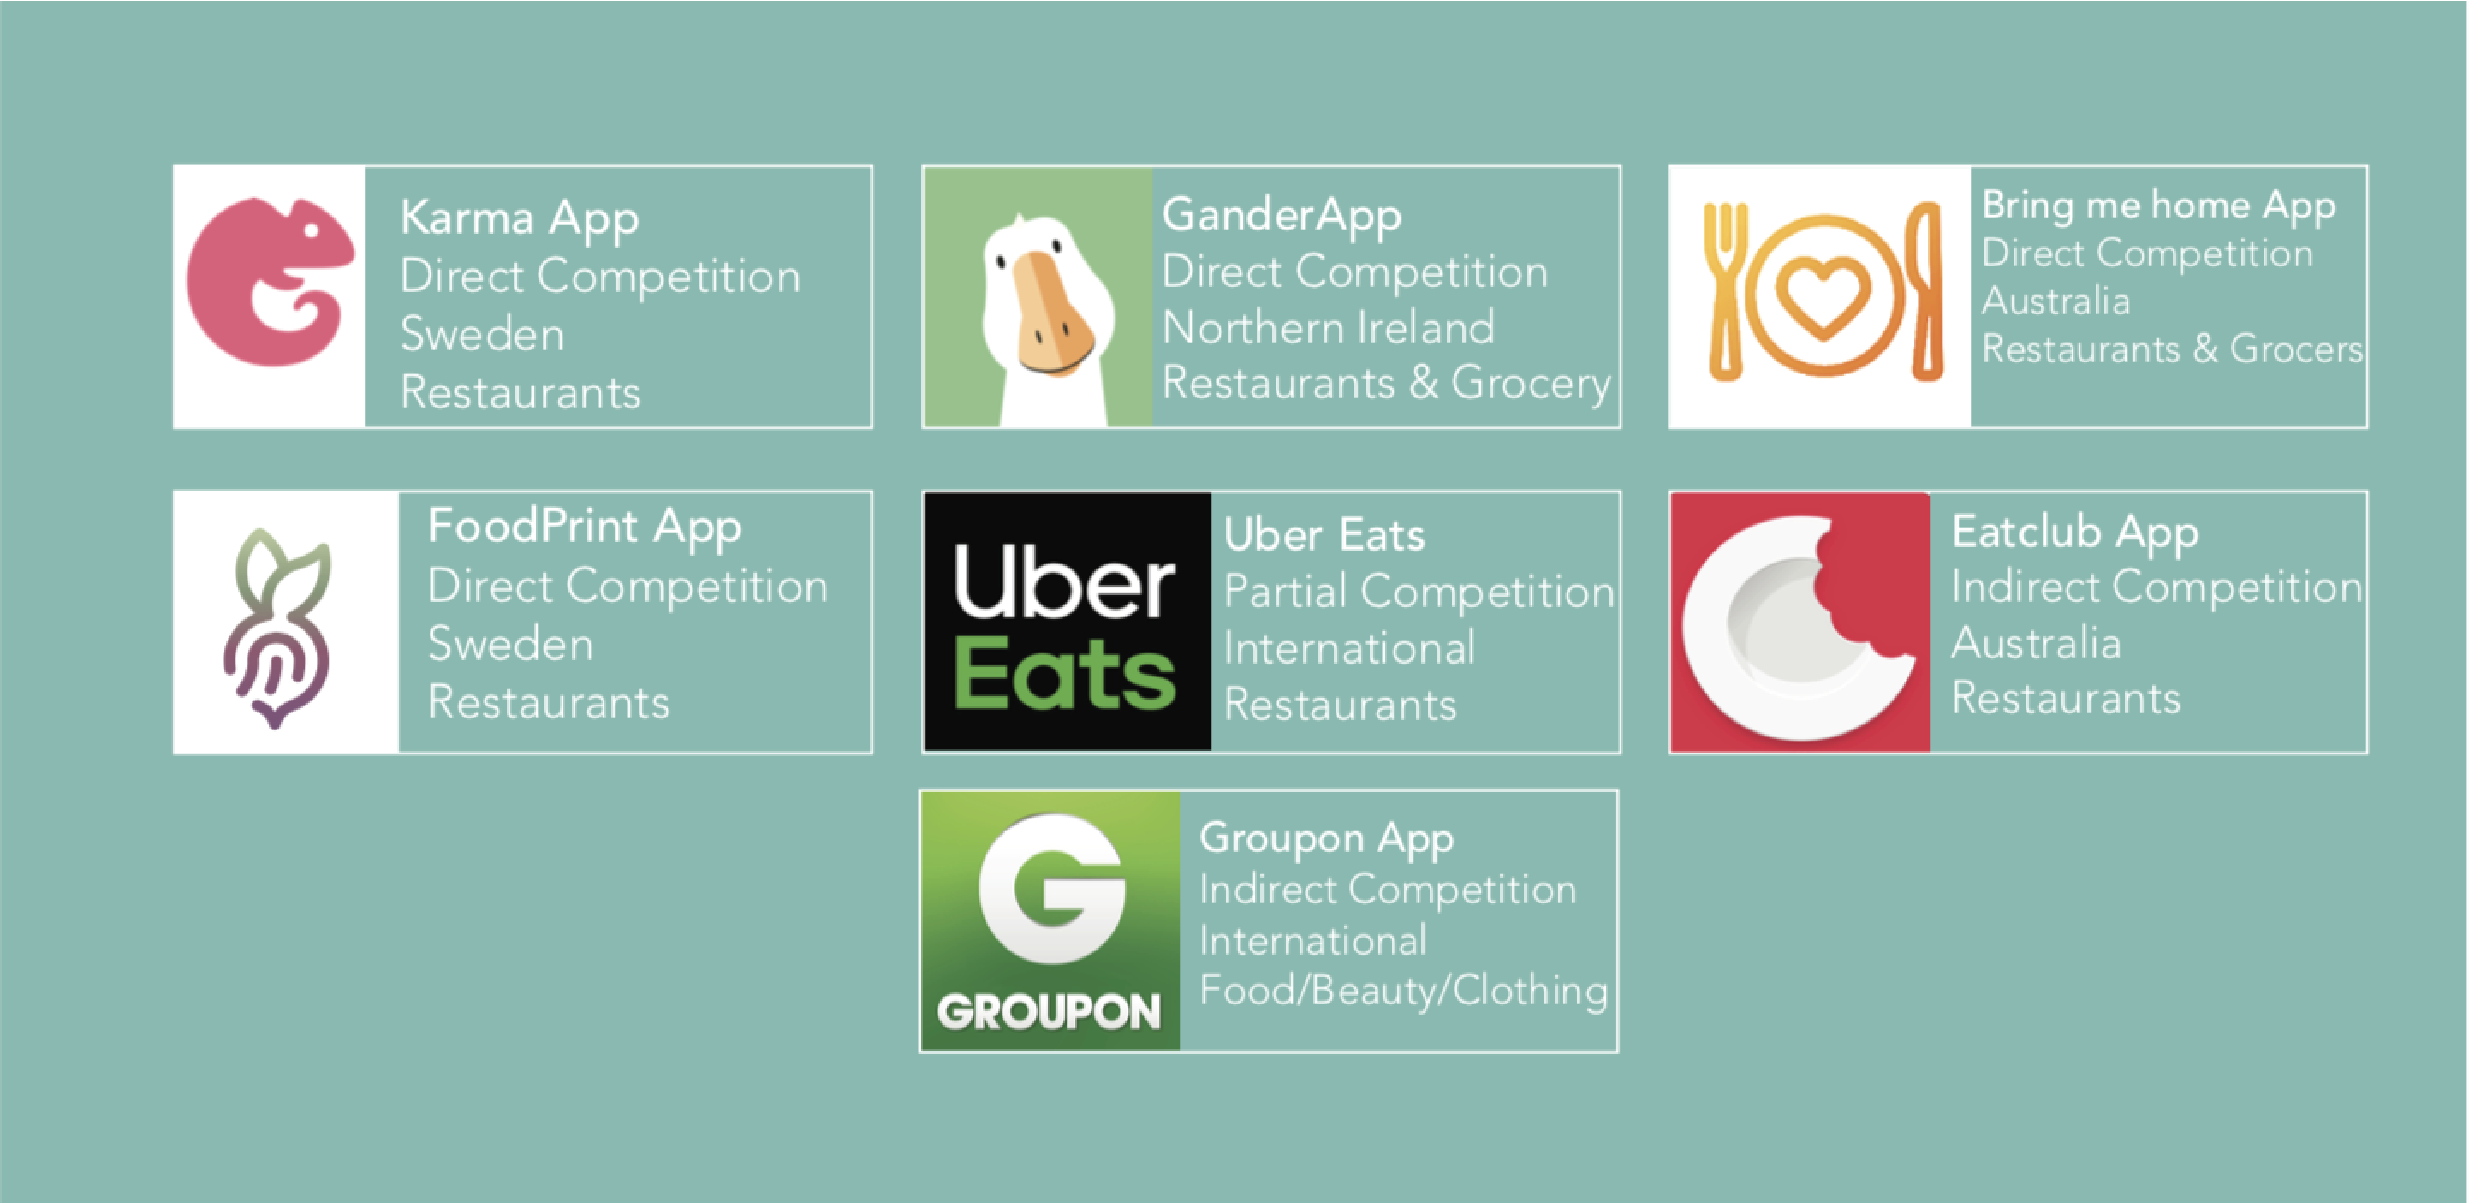 Karma App
Direct Competition
Sweden
Restaurants
GanderApp
Direct Competition
Northern Ireland
Restaurants & Grocery
Bring me home App
Direct Competition
Australia
Restaurants & Grocers
FoodPrint App
Direct Competition
Sweden
Restaurants
Uber
Eats
Uber Eats
Partial Competition
International
Restaurants
Eatclub App
Indirect Competition
Australia
Restaurants
G
GROUPON
Groupon App
Indirect Competition
International
Food/Beauty/Clothing